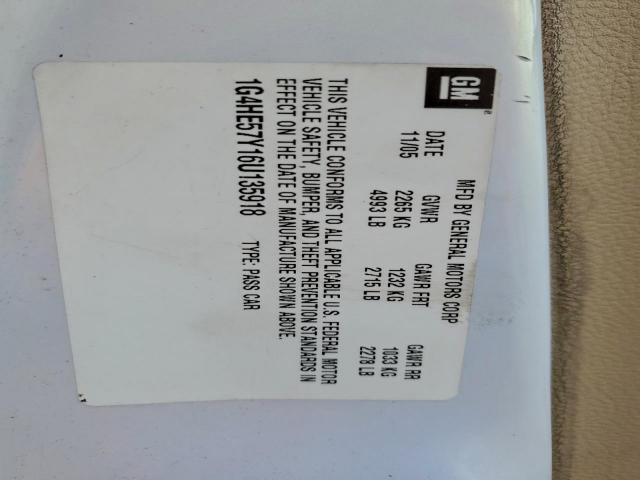 GM®
MFD BY GENERAL MOTORS CORP
DATE GVWR GAWR FRT GAWR RR
11/05 2265 KG 1232 KG 1033 KG
4993 LB 2715 LB 2278 LB
THIS VEHICLE CONFORMS TO ALL APPLICABLE U.S. FEDERAL MOTOR
VEHICLE SAFETY, BUMPER, AND THEFT PREVENTION STANDARDS IN
EFFECT ON THE DATE OF MANUFACTURE SHOWN ABOVE.
1G4HE57Y16U135918 TYPE: PASS CAR